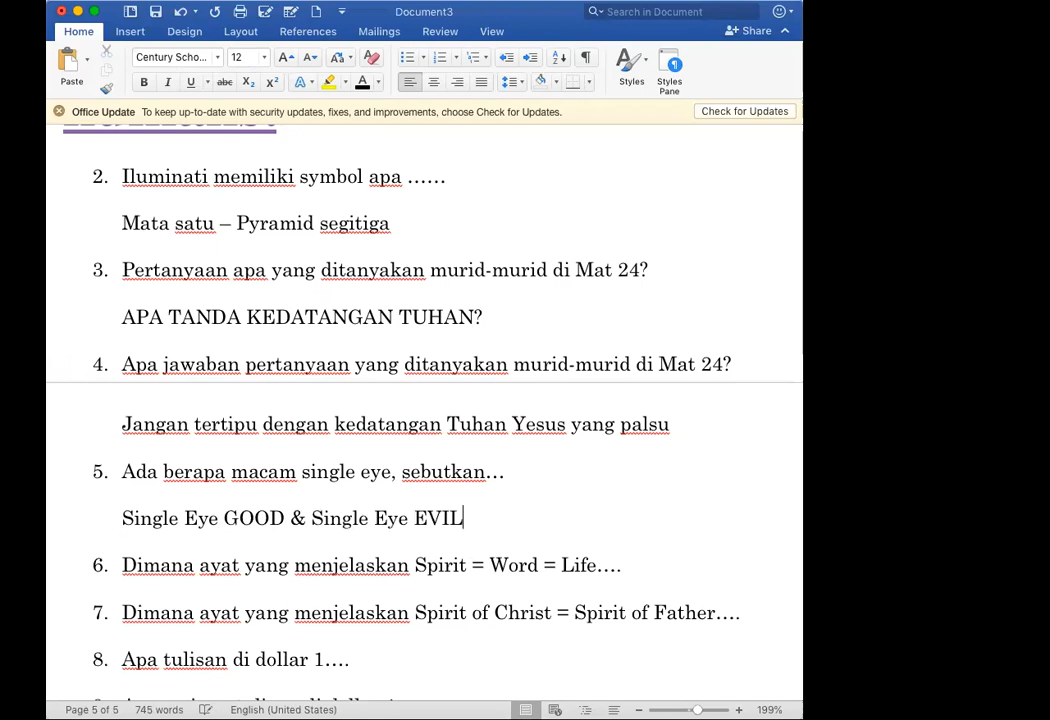 Document3
Search in Document
Home Insert Design Layout References Mailings Review View
Share
Century Scho... 12
Paste
Styles
Styles Pane
Office Update To keep up-to-date with security updates, fixes, and improvements, choose Check for Updates.
Check for Updates
2. Iluminati memiliki symbol apa ……
Mata satu – Pyramid segitiga
3. Pertanyaan apa yang ditanyakan murid-murid di Mat 24?
APA TANDA KEDATANGAN TUHAN?
4. Apa jawaban pertanyaan yang ditanyakan murid-murid di Mat 24?
Jangan tertipu dengan kedatangan Tuhan Yesus yang palsu
5. Ada berapa macam single eye, sebutkan…
Single Eye GOOD & Single Eye EVIL
6. Dimana ayat yang menjelaskan Spirit = Word = Life….
7. Dimana ayat yang menjelaskan Spirit of Christ = Spirit of Father….
8. Apa tulisan di dollar 1….
Page 5 of 5 745 words English (United States) 199%